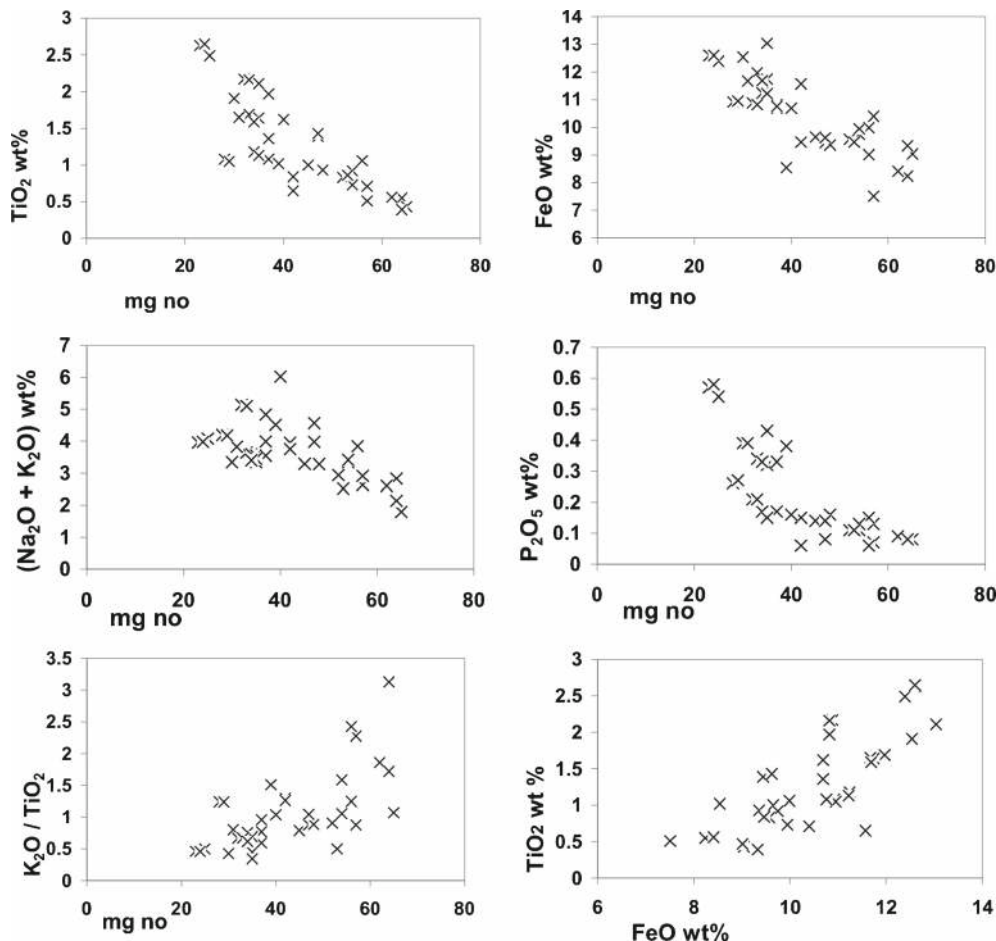 3
2.5
2
1.5
1
0.5
0
0 20 40 60 80
TiO₂ wt%
mg no
14
13
12
11
10
9
8
7
6
0 20 40 60 80
FeO wt%
mg no
7
6
5
4
3
2
1
0
0 20 40 60 80
(Na₂O + K₂O) wt%
mg no
0.7
0.6
0.5
0.4
0.3
0.2
0.1
0
0 20 40 60 80
P₂O₅ wt%
mg no
3.5
3
2.5
2
1.5
1
0.5
0
0 20 40 60 80
K₂O / TiO₂
mg no
3
2.5
2
1.5
1
0.5
0
6 8 10 12 14
TiO2 wt %
FeO wt%